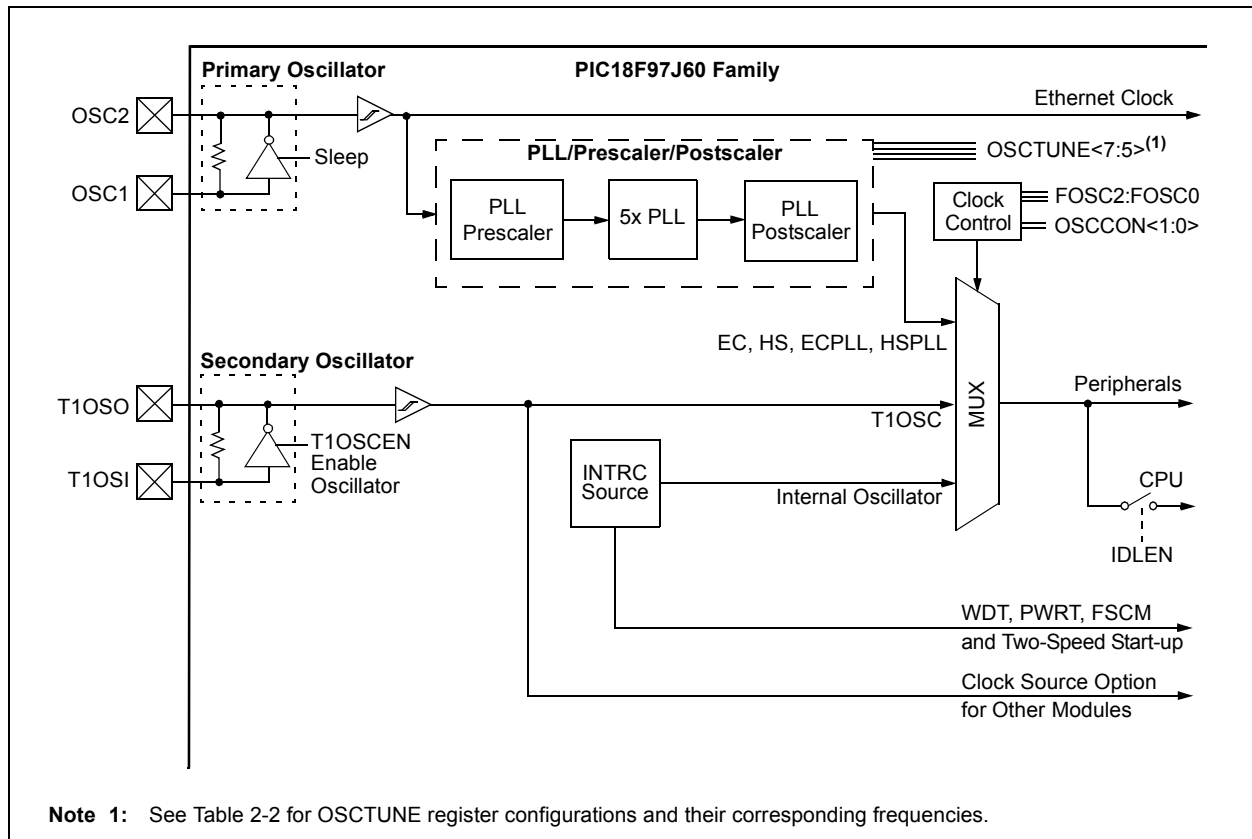 Primary Oscillator
PIC18F97J60 Family
OSC2
Ethernet Clock
Sleep
PLL/Prescaler/Postscaler
OSCTUNE<7:5>(1)
OSC1
PLL
Prescaler
5x PLL
PLL
Postscaler
Clock
Control
FOSC2:FOSC0
OSCCON<1:0>
EC, HS, ECPLL, HSPLL
Secondary Oscillator
MUX
Peripherals
T1OSO
T1OSC
T1OSCEN
Enable
Oscillator
T1OSI
INTRC
Source
Internal Oscillator
CPU
IDLEN
WDT, PWRT, FSCM
and Two-Speed Start-up
Clock Source Option
for Other Modules
Note 1: See Table 2-2 for OSCTUNE register configurations and their corresponding frequencies.